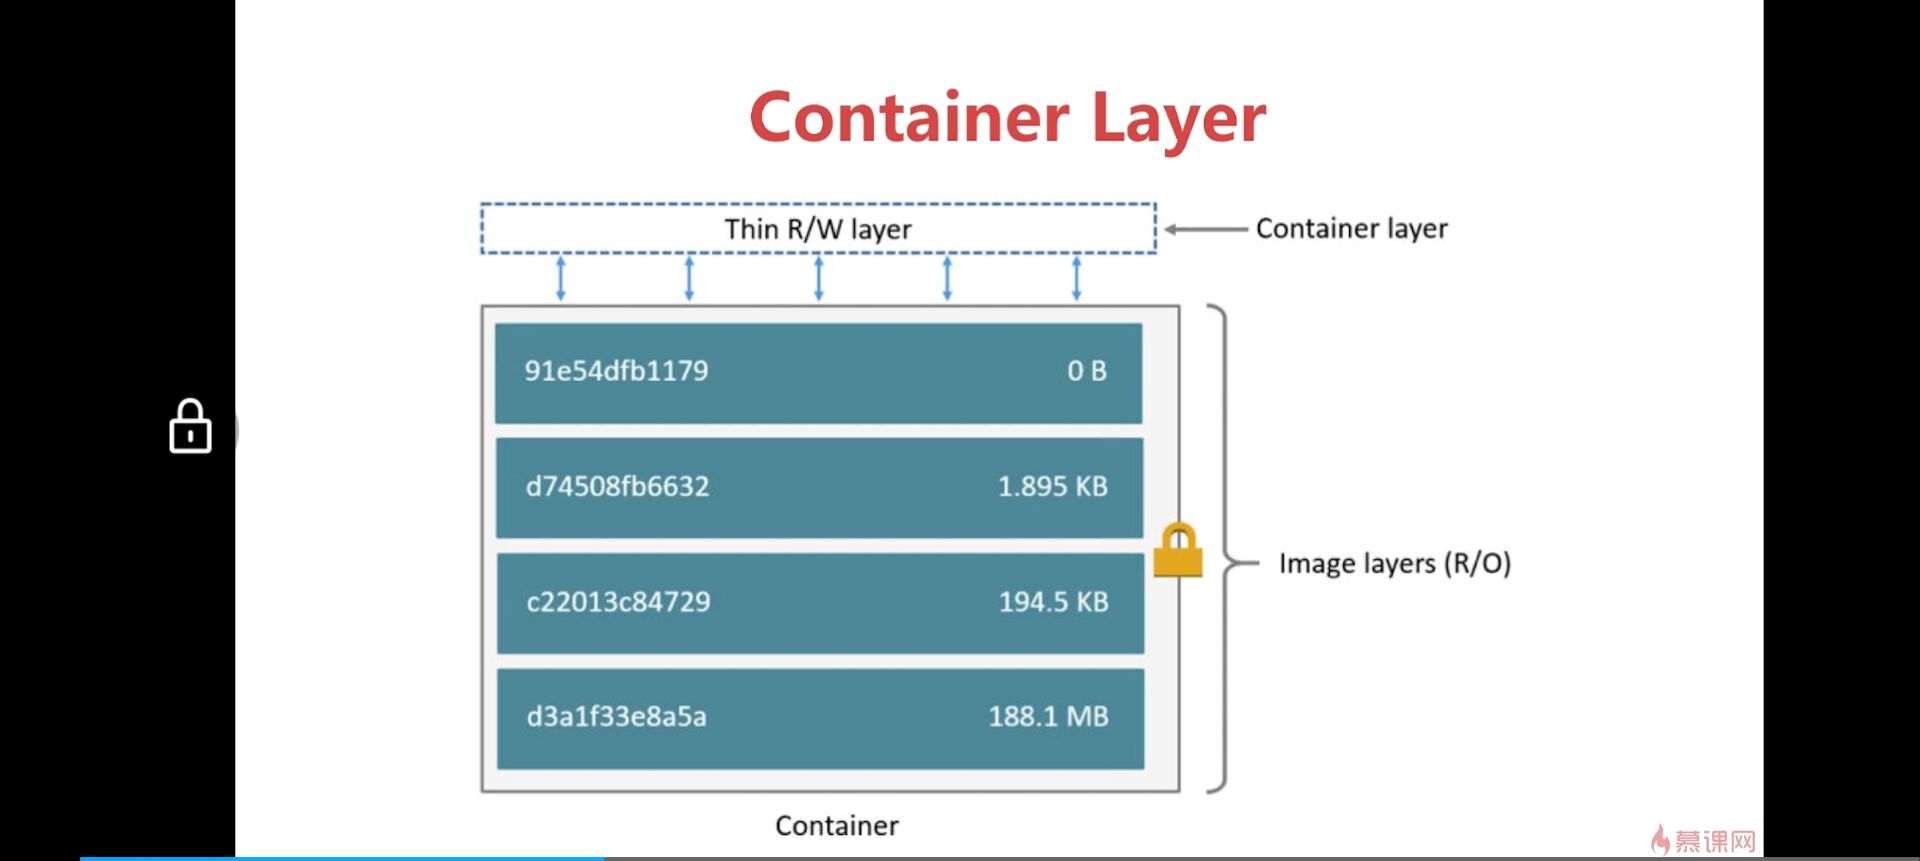 Container Layer
Thin R/W layer
Container layer
91e54dfb1179 0 B
d74508fb6632 1.895 KB
c22013c84729 194.5 KB
Image layers (R/O)
d3a1f33e8a5a 188.1 MB
Container
慕课网